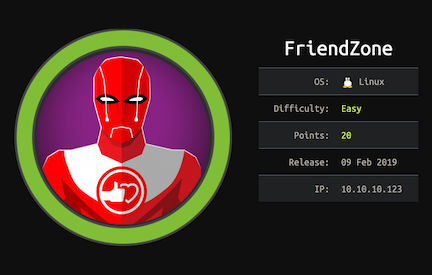 FriendZone
OS: Linux
Difficulty: Easy
Points: 20
Release: 09 Feb 2019
IP: 10.10.10.123